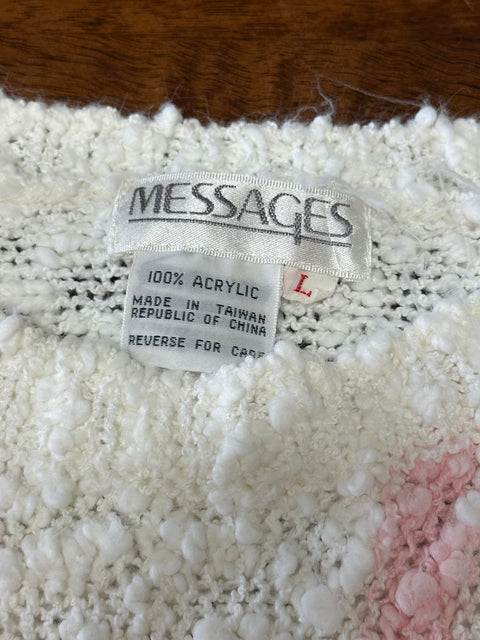 MESSAGES
100% ACRYLIC
L
MADE IN TAIWAN
REPUBLIC OF CHINA
REVERSE FOR CARE